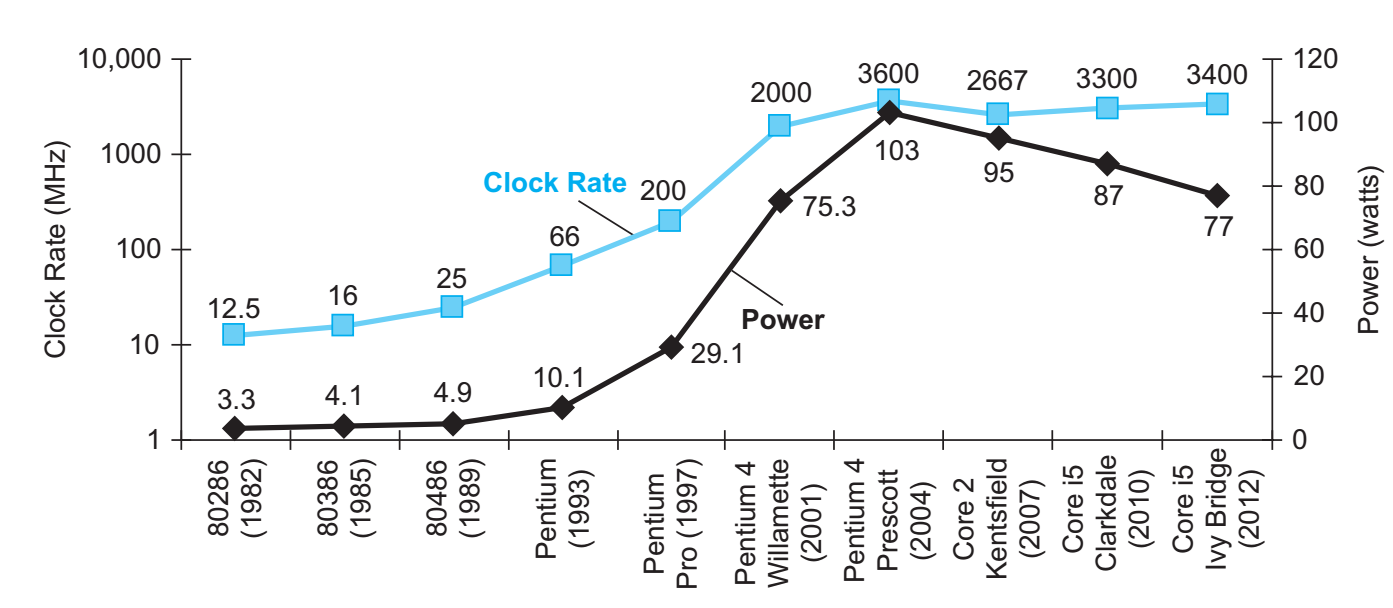 10,000
1000
100
10
1
Clock Rate (MHz)
120
100
80
60
40
20
0
Power (watts)
Clock Rate
Power
12.5
16
25
66
200
2000
3600
2667
3300
3400
3.3
4.1
4.9
10.1
29.1
75.3
103
95
87
77
80286
(1982)
80386
(1985)
80486
(1989)
Pentium
(1993)
Pentium
Pro (1997)
Pentium 4
Willamette
(2001)
Pentium 4
Prescott
(2004)
Core 2
Kentsfield
(2007)
Core i5
Clarkdale
(2010)
Core i5
Ivy Bridge
(2012)